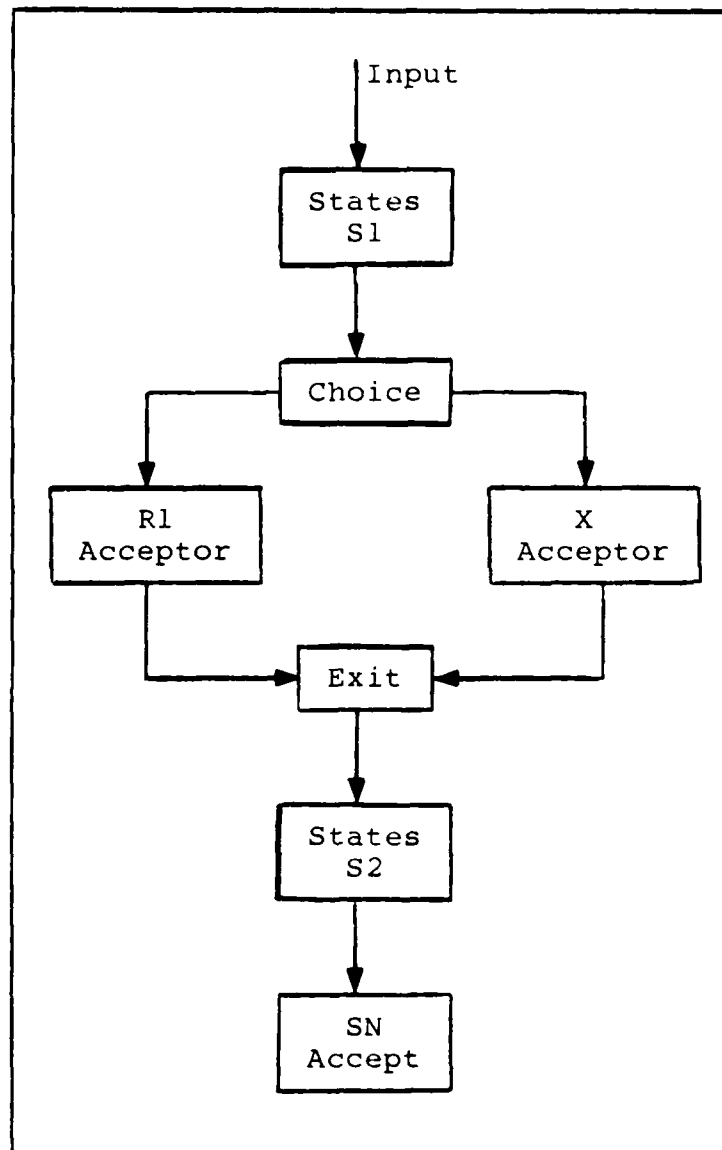 Input
States
S1
Choice
R1
Acceptor
X
Acceptor
Exit
States
S2
SN
Accept